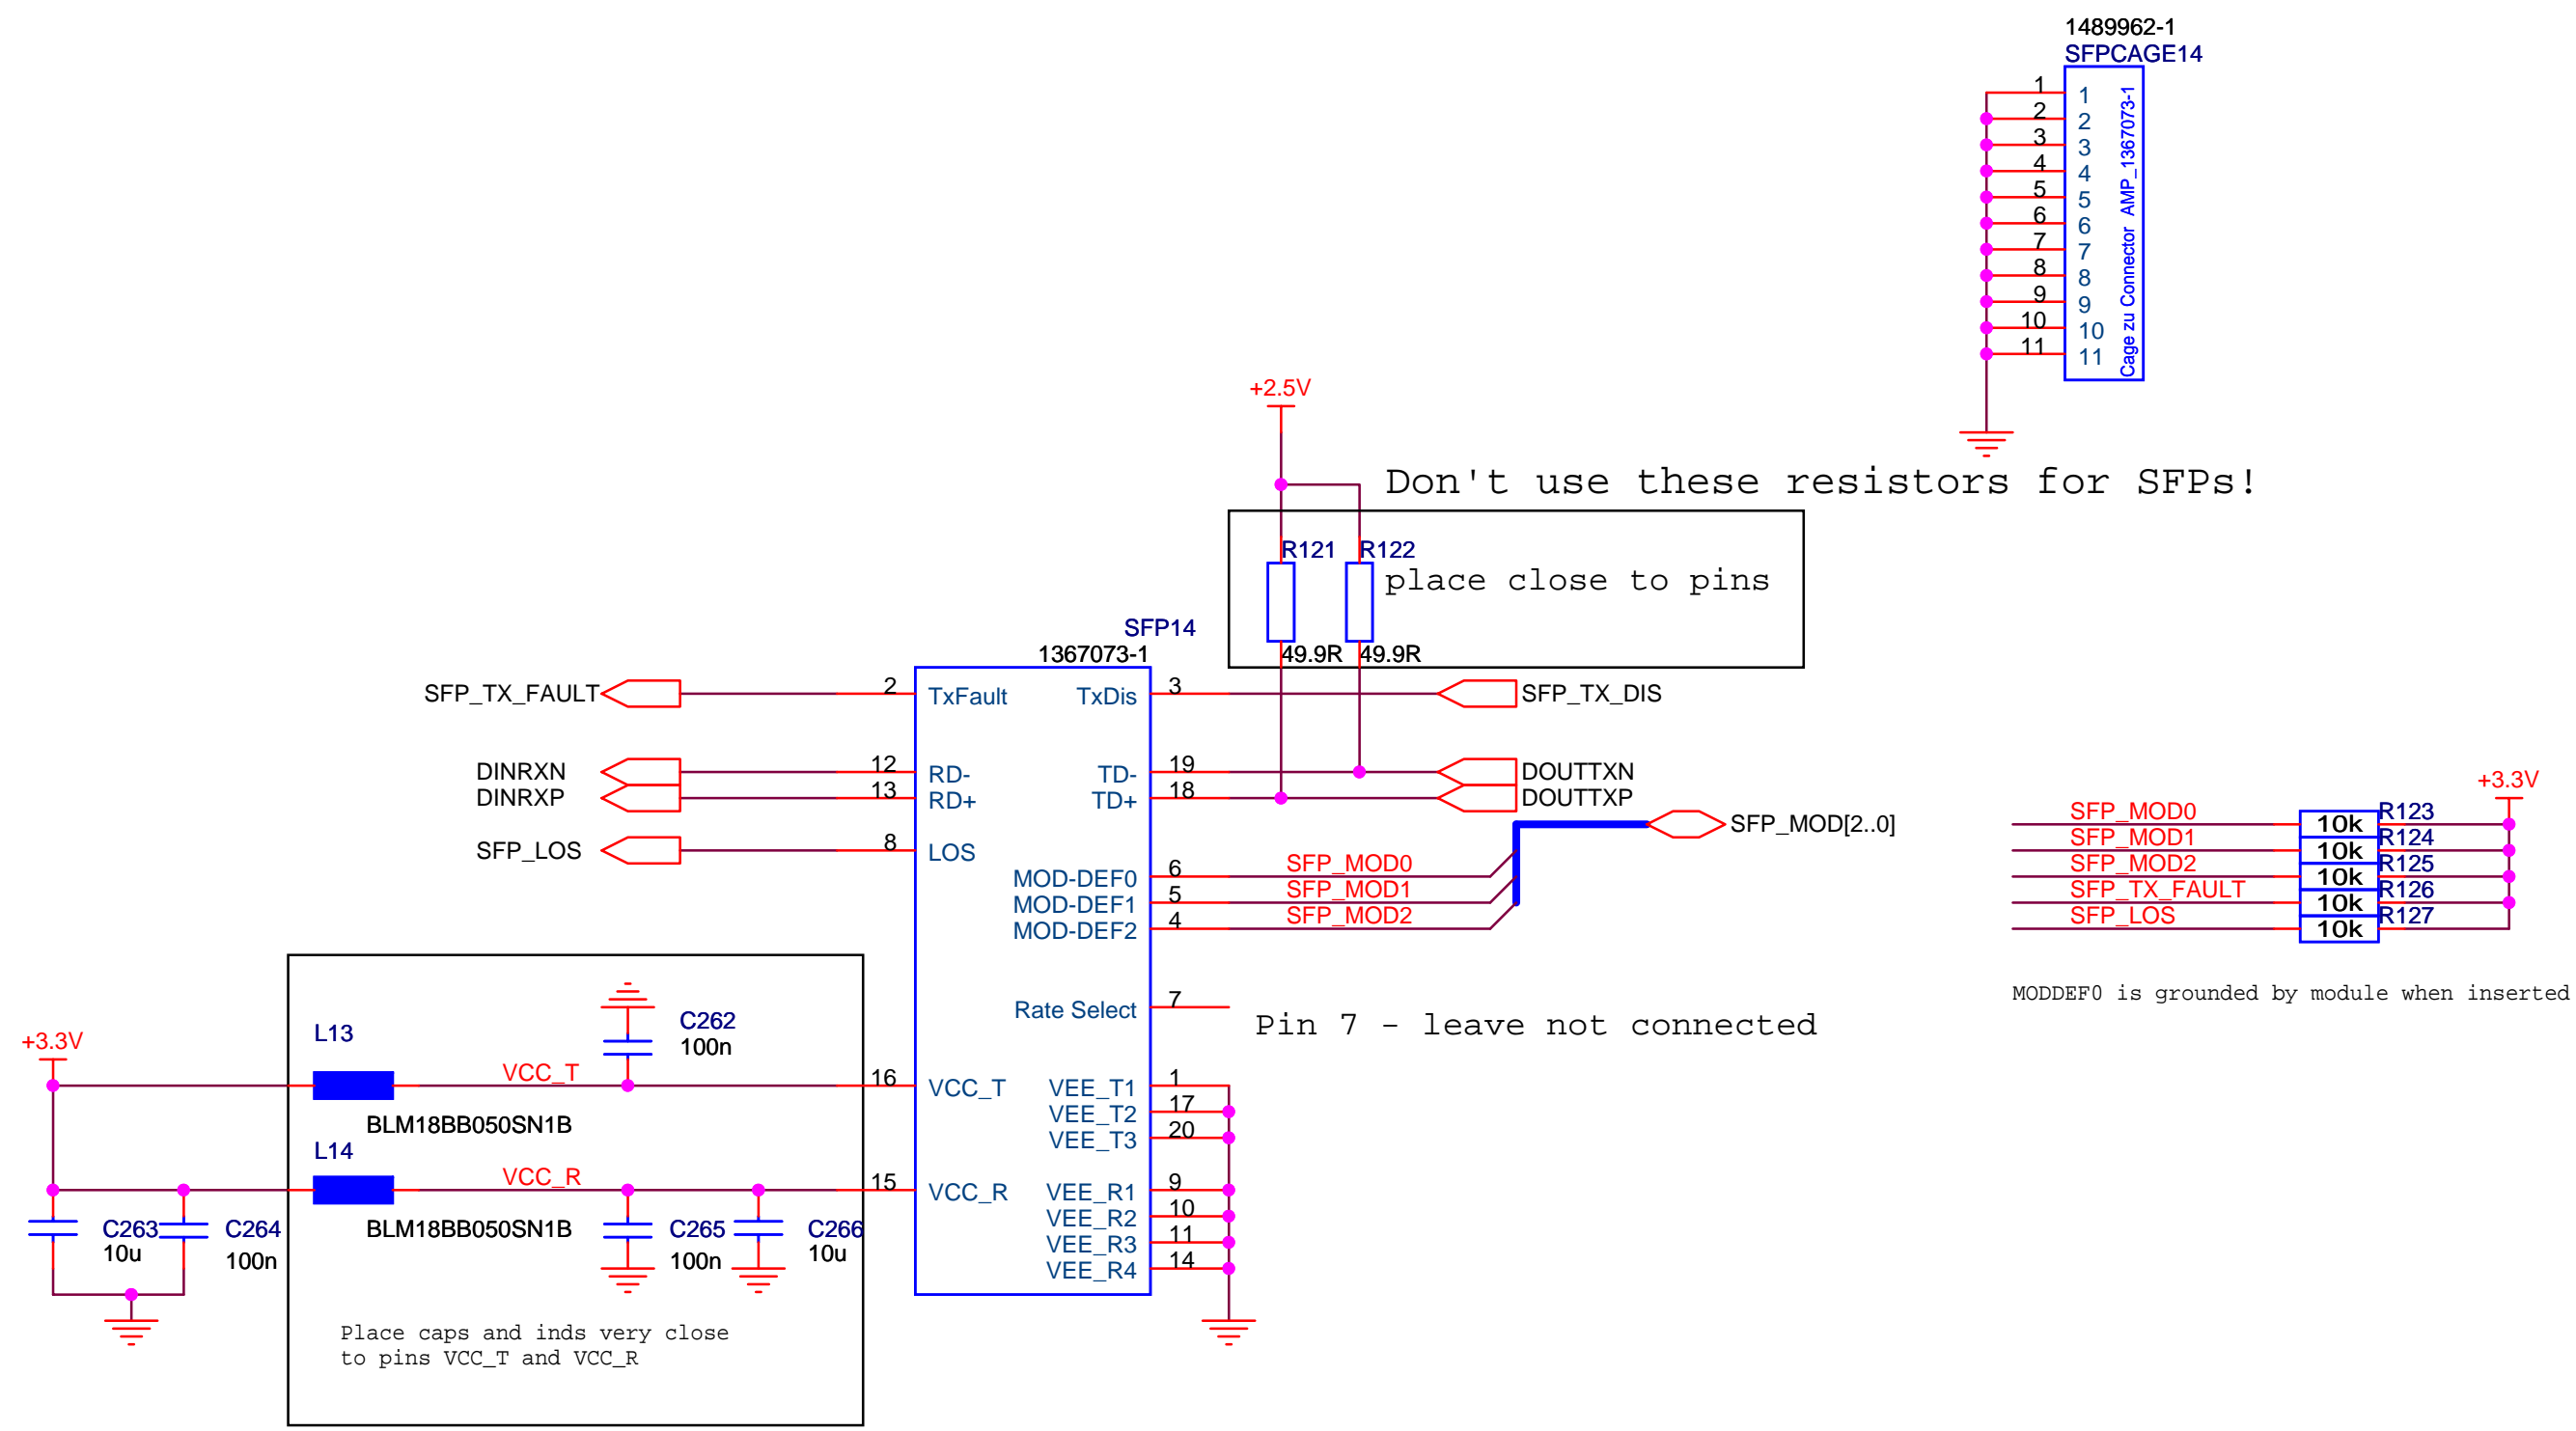 1489962-1
SFPCAGE14
1 1
2 2
3 3
4 4
5 5
6 6
7 7
8 8
9 9
10 10
11 11
Cage zu Connector AMP_1367073-1
+2.5V
Don't use these resistors for SFPs!
R121 R122
place close to pins
49.9R 49.9R
SFP14
1367073-1
SFP_TX_FAULT 2 TxFault TxDis 3 SFP_TX_DIS
DINRXN 12 RD- TD- 19 DOUTTXN
DINRXP 13 RD+ TD+ 18 DOUTTXP
SFP_MOD[2..0]
SFP_LOS 8 LOS
MOD-DEF0 6 SFP_MOD0
MOD-DEF1 5 SFP_MOD1
MOD-DEF2 4 SFP_MOD2
Rate Select 7
Pin 7 - leave not connected
+3.3V
SFP_MOD0 10k R123
SFP_MOD1 10k R124
SFP_MOD2 10k R125
SFP_TX_FAULT 10k R126
SFP_LOS 10k R127
MODDEF0 is grounded by module when inserted
+3.3V
L13
C262
100n
VCC_T 16 VCC_T VEE_T1 1
BLM18BB050SN1B
VEE_T2 17
VEE_T3 20
L14
VCC_R 15 VCC_R VEE_R1 9
VEE_R2 10
VEE_R3 11
VEE_R4 14
BLM18BB050SN1B
C263
10u
C264
100n
C265
100n
C266
10u
Place caps and inds very close
to pins VCC_T and VCC_R